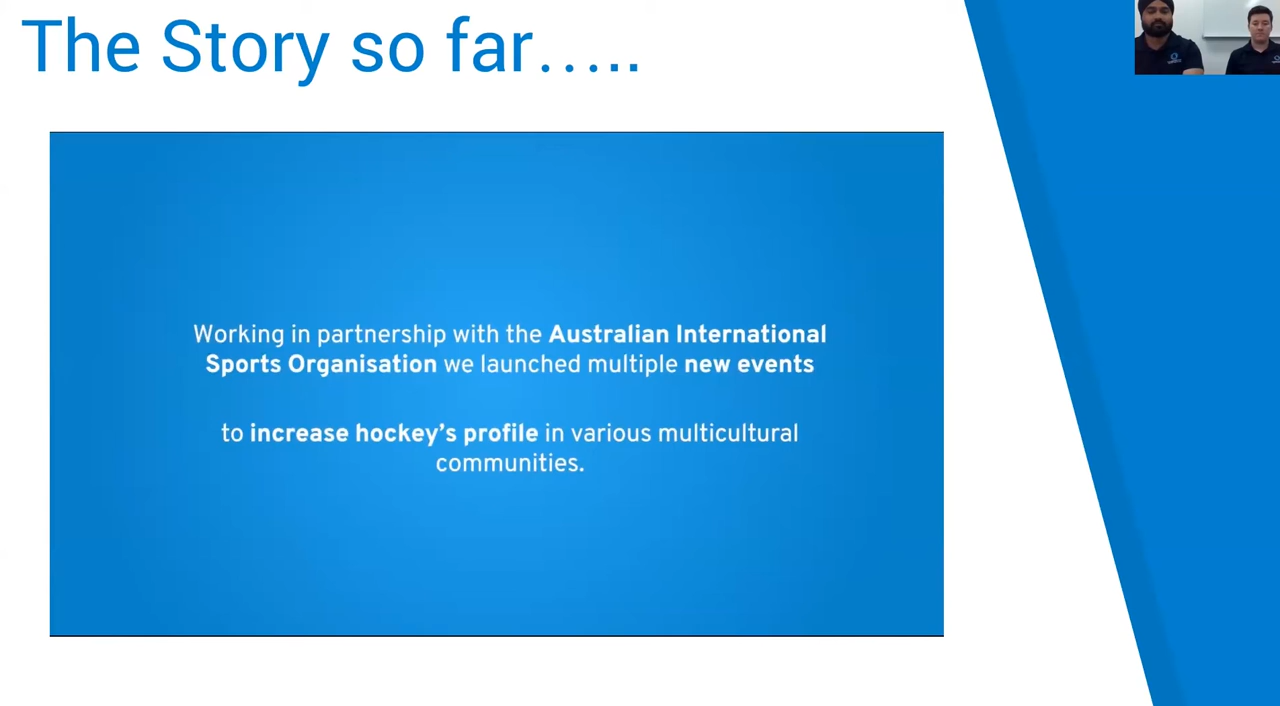 The Story so far.....
Working in partnership with the Australian International
Sports Organisation we launched multiple new events
to increase hockey's profile in various multicultural
communities.